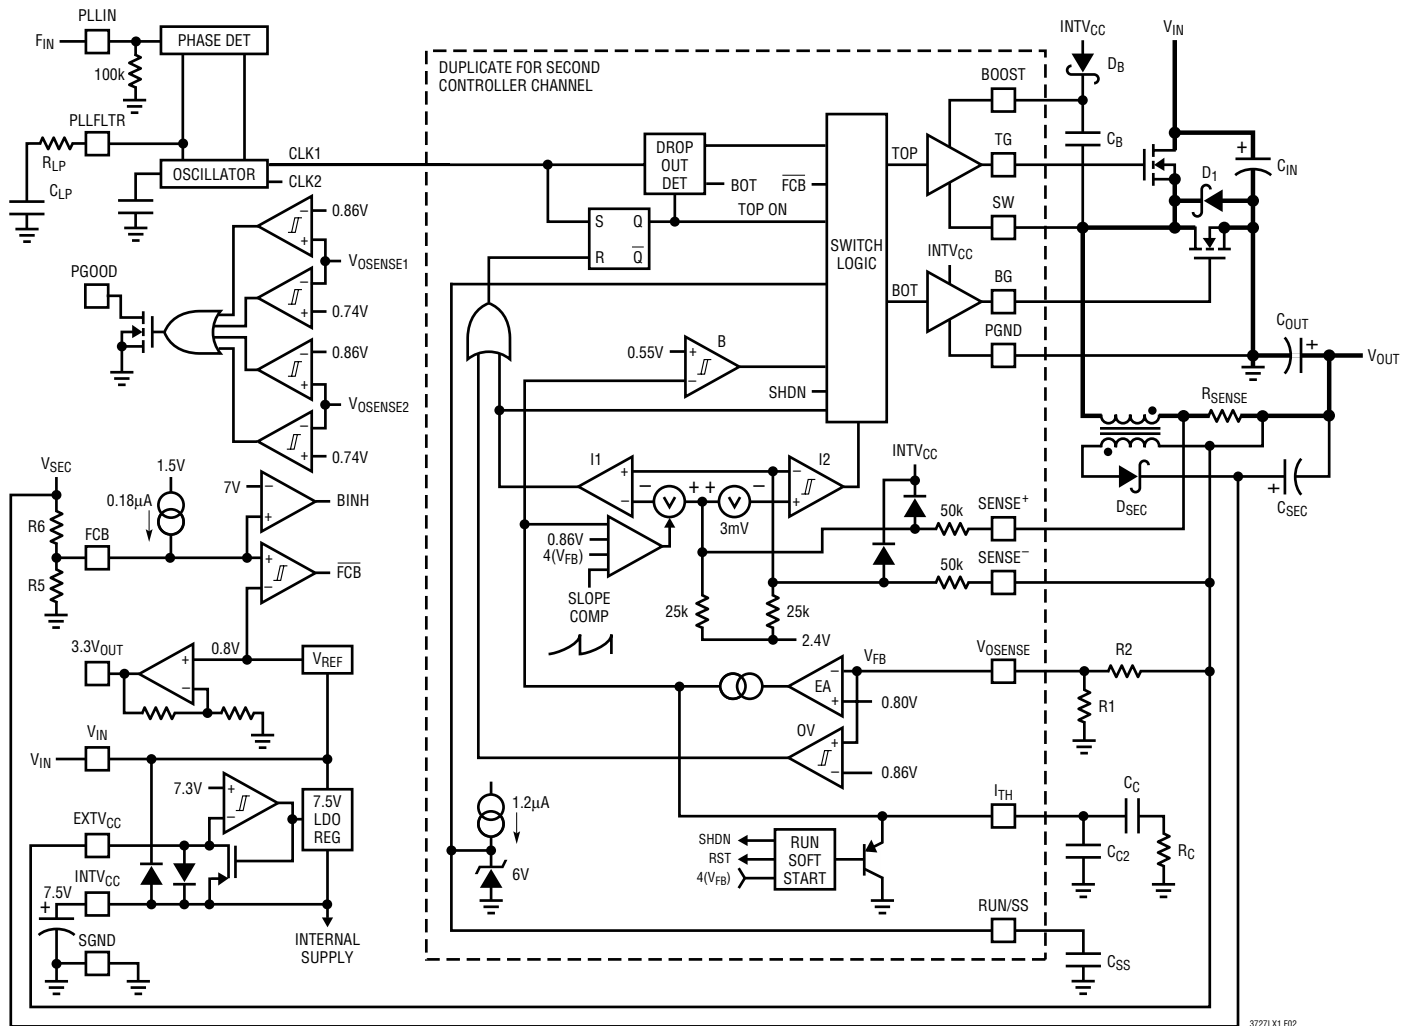 PLLIN
F_IN
PHASE DET
100k
PLLFLTR
R_LP
C_LP
OSCILLATOR
CLK1
CLK2
DUPLICATE FOR SECOND
CONTROLLER CHANNEL
INTV_CC
V_IN
D_B
BOOST
C_B
TG
C_IN
+
D_1
SW
INTV_CC
BG
PGND
C_OUT
+
V_OUT
DROP
OUT
DET
BOT
F̅C̅B̅
TOP
TOP ON
S
Q
R
Q̅
SWITCH
LOGIC
BOT
−
0.86V
+
V_OSENSE1
−
0.74V
+
PGOOD
−
0.86V
+
V_OSENSE2
−
0.74V
+
0.55V
+
−
B
SHDN
R_SENSE
D_SEC
+
C_SEC
V_SEC
1.5V
0.18µA
7V
−
+
BINH
R6
FCB
+
−
F̅C̅B̅
R5
I1
+
−
−
V
+
+
V
−
3mV
I2
−
+
INTV_CC
50k
SENSE⁺
50k
SENSE⁻
0.86V
4(V_FB)
SLOPE
COMP
25k
25k
2.4V
3.3V_OUT
+
−
0.8V
V_REF
V_FB
V_OSENSE
R2
R1
−
EA
+
0.80V
OV
+
−
0.86V
V_IN
V_IN
7.3V
+
−
7.5V
LDO
REG
EXTV_CC
INTV_CC
7.5V
+
SGND
INTERNAL
SUPPLY
1.2µA
6V
SHDN
RST
4(V_FB)
RUN
SOFT
START
I_TH
C_C
C_C2
R_C
RUN/SS
C_SS
3727LX1 F02